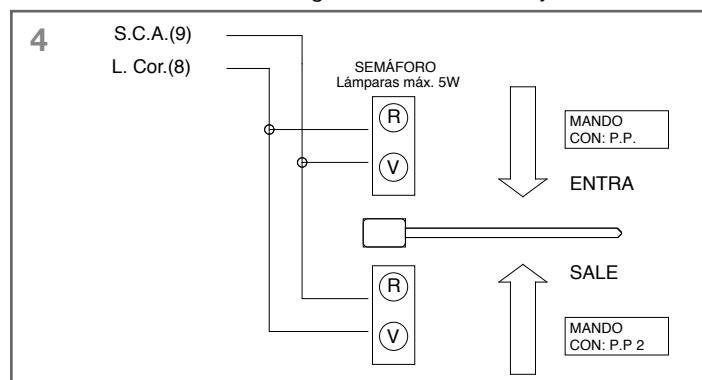 4
S.C.A.(9)
L. Cor.(8)
SEMÁFORO
Lámparas máx. 5W
R
V
MANDO
CON: P.P.
ENTRA
R
V
SALE
MANDO
CON: P.P 2